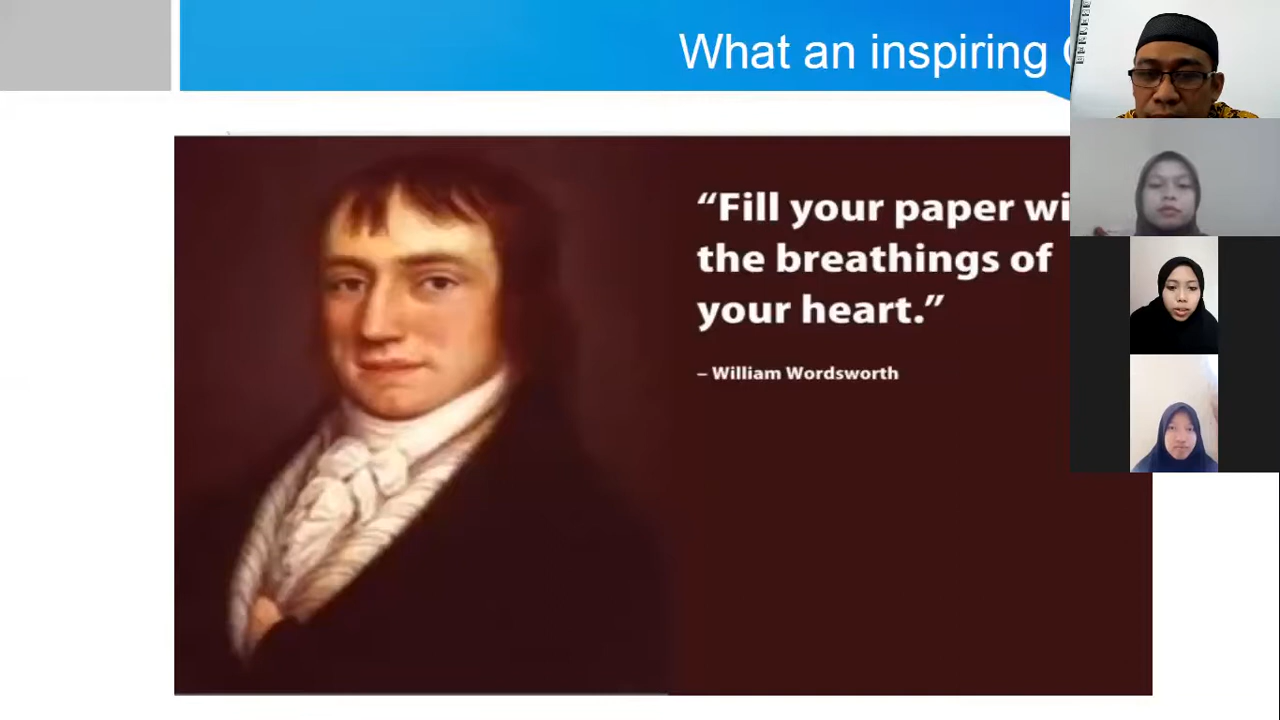 What an inspiring
“Fill your paper wi
the breathings of
your heart.”
– William Wordsworth